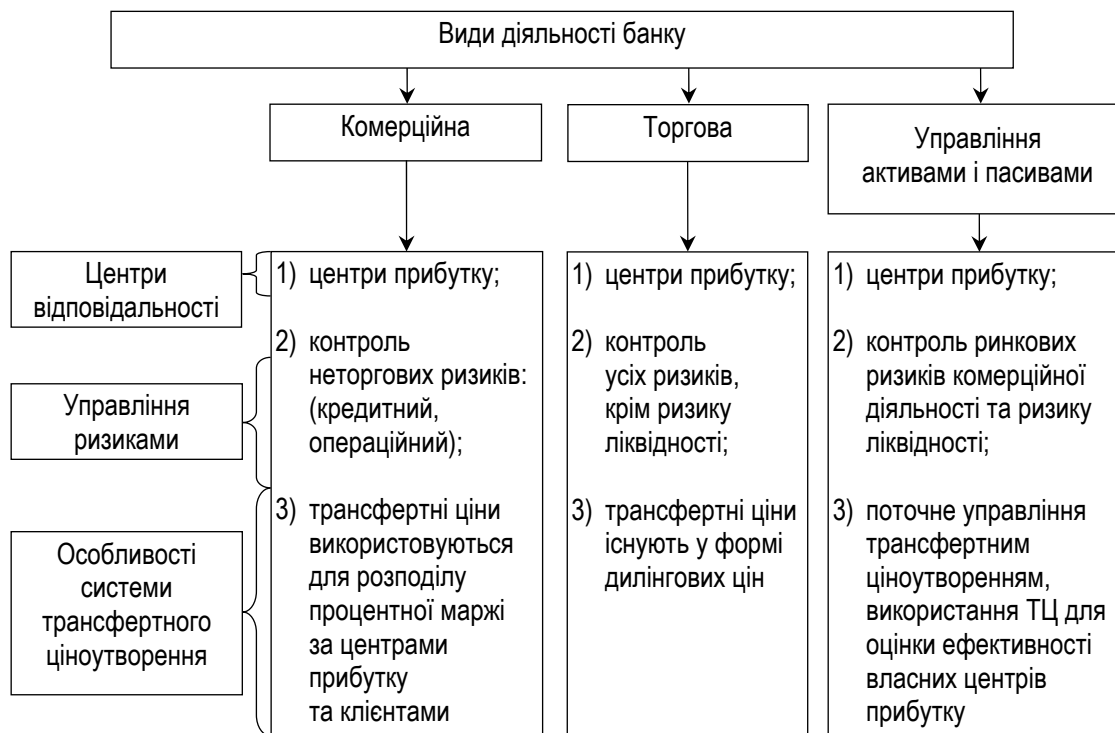 Види діяльності банку
Комерційна
Торгова
Управління
активами і пасивами
Центри
відповідальності
Управління
ризиками
Особливості
системи
трансфертного
ціноутворення
1) центри прибутку;
2) контроль
неторгових ризиків:
(кредитний,
операційний);
3) трансфертні ціни
використовуються
для розподілу
процентної маржі
за центрами
прибутку
та клієнтами
1) центри прибутку;
2) контроль
усіх ризиків,
крім ризику
ліквідності;
3) трансфертні ціни
існують у формі
дилінгових цін
1) центри прибутку;
2) контроль ринкових
ризиків комерційної
діяльності та ризику
ліквідності;
3) поточне управління
трансфертним
ціноутворенням,
використання ТЦ для
оцінки ефективності
власних центрів
прибутку